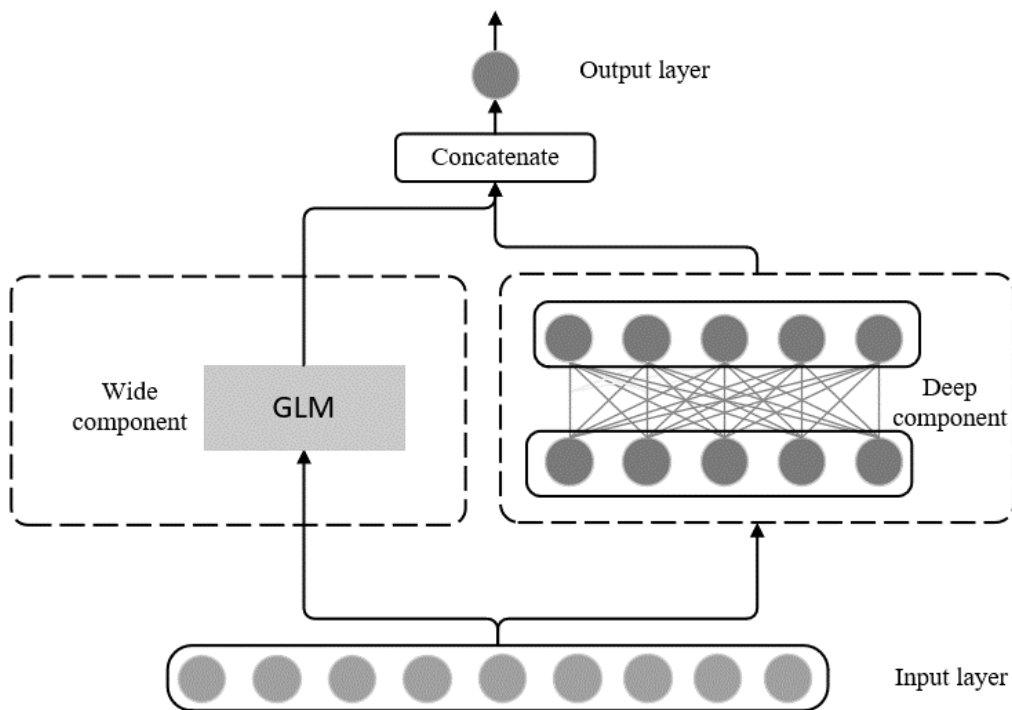 Output layer
Concatenate
Wide
component
GLM
Deep
component
Input layer